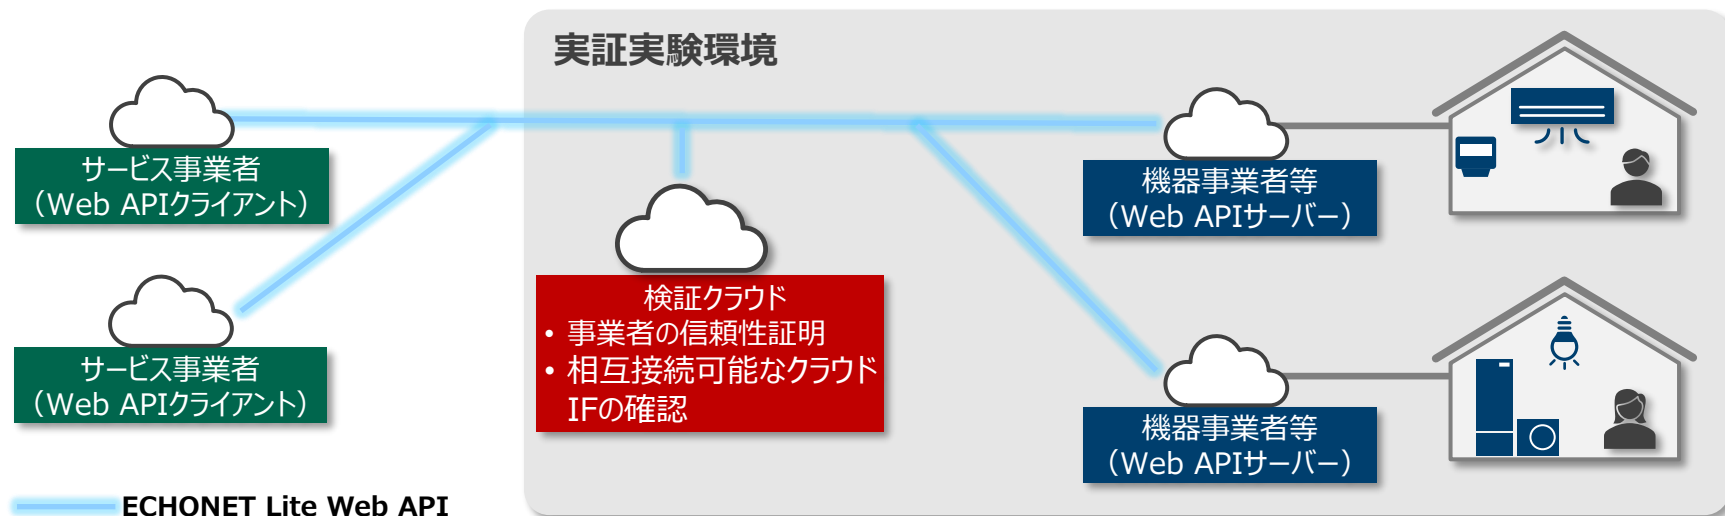 実証実験環境
サービス事業者
（Web APIクライアント）
サービス事業者
（Web APIクライアント）
検証クラウド
• 事業者の信頼性証明
• 相互接続可能なクラウド
IFの確認
機器事業者等
（Web APIサーバー）
機器事業者等
（Web APIサーバー）
ECHONET Lite Web API